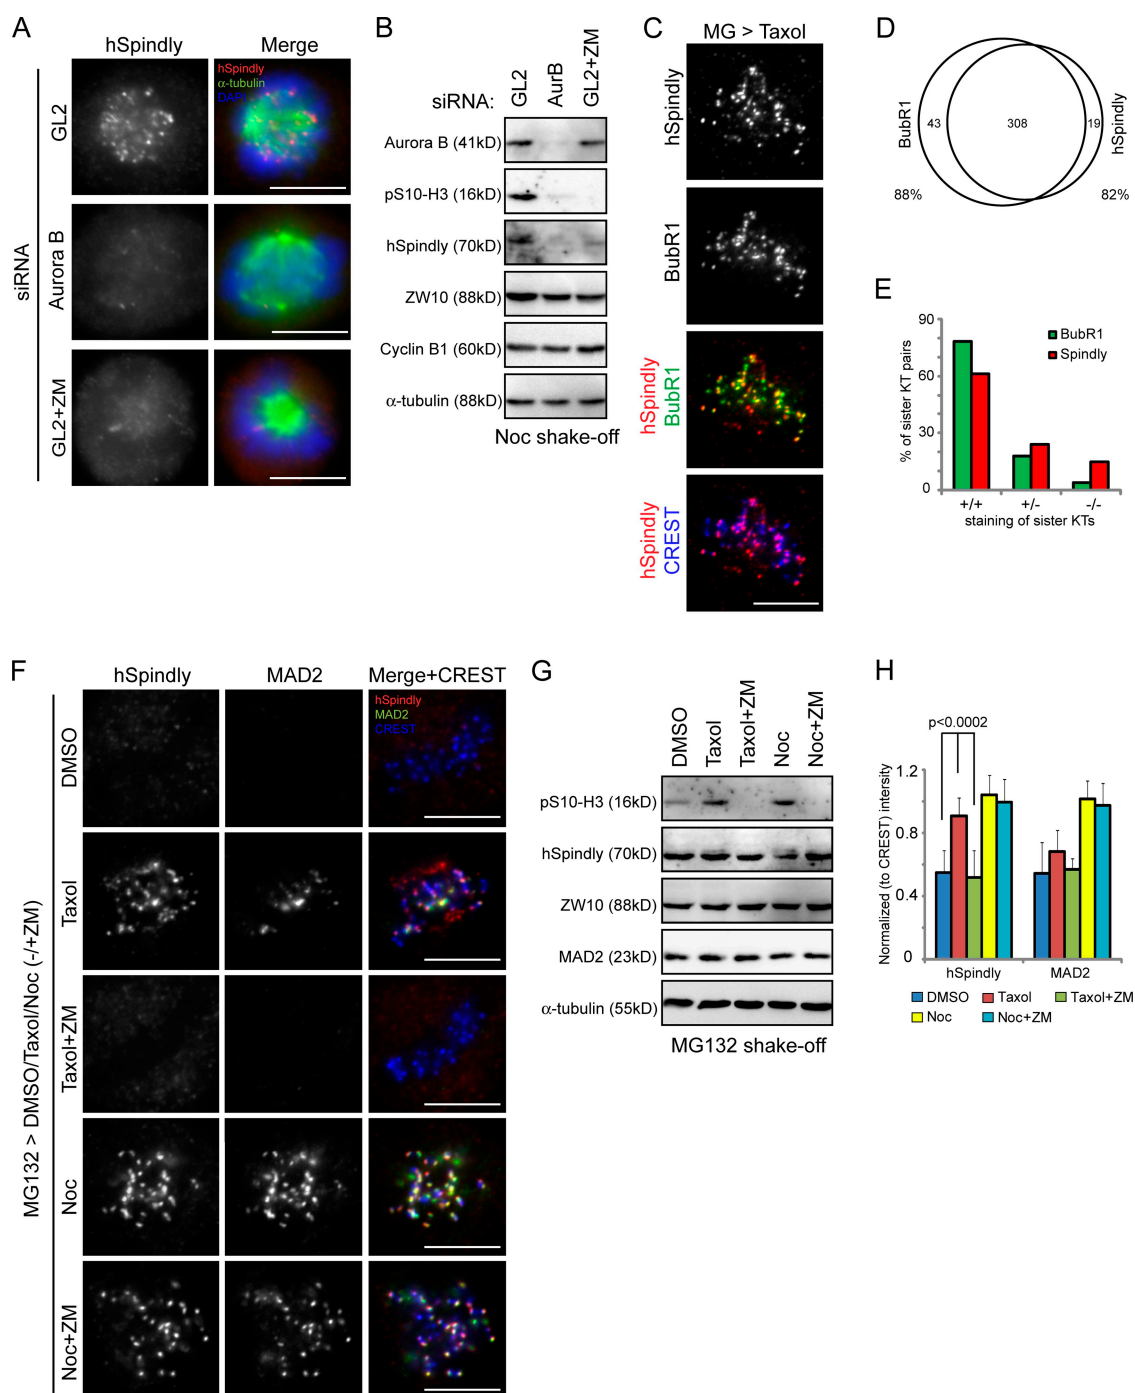 A
hSpindly
Merge
hSpindly
α-tubulin
DAPI
siRNA
GL2
Aurora B
GL2+ZM
B
siRNA:
GL2
AurB
GL2+ZM
Aurora B (41kD)
pS10-H3 (16kD)
hSpindly (70kD)
ZW10 (88kD)
Cyclin B1 (60kD)
α-tubulin (88kD)
Noc shake-off
C
MG > Taxol
hSpindly
BubR1
hSpindly
BubR1
hSpindly
CREST
D
BubR1
43
308
19
hSpindly
88%
82%
E
% of sister KT pairs
90
60
30
0
BubR1
Spindly
+/+
+/-
-/-
staining of sister KTs
F
hSpindly
MAD2
Merge+CREST
hSpindly
MAD2
CREST
MG132 > DMSO/Taxol/Noc (-/+ZM)
DMSO
Taxol
Taxol+ZM
Noc
Noc+ZM
G
DMSO
Taxol
Taxol+ZM
Noc
Noc+ZM
pS10-H3 (16kD)
hSpindly (70kD)
ZW10 (88kD)
MAD2 (23kD)
α-tubulin (55kD)
MG132 shake-off
H
p<0.0002
Normalized (to CREST) intersity
1.2
0.8
0.4
0
hSpindly
MAD2
DMSO
Taxol
Taxol+ZM
Noc
Noc+ZM